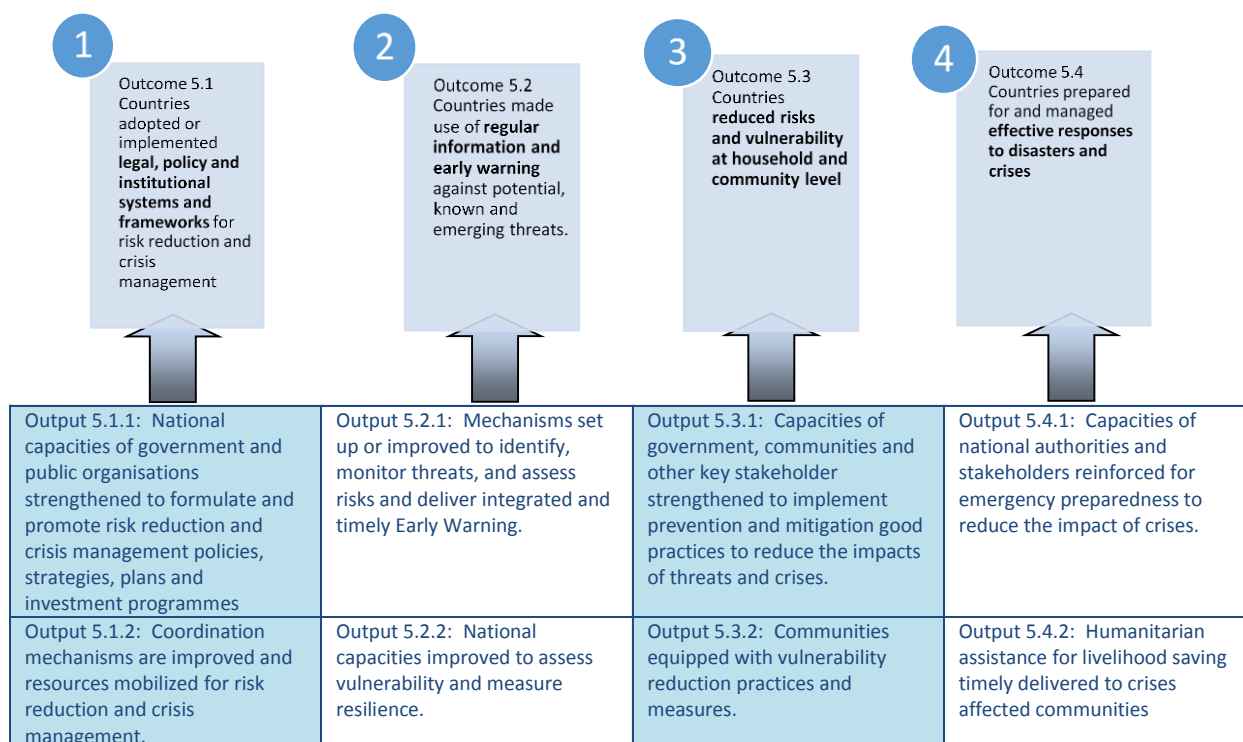 1
Outcome 5.1
Countries
adopted or
implemented
legal, policy and
institutional
systems and
frameworks for
risk reduction and
crisis
management
2
Outcome 5.2
Countries made
use of regular
information and
early warning
against potential,
known and
emerging threats.
3
Outcome 5.3
Countries
reduced risks
and vulnerability
at household and
community level
4
Outcome 5.4
Countries prepared
for and managed
effective responses
to disasters and
crises
Output 5.1.1: National
capacities of government and
public organisations
strengthened to formulate and
promote risk reduction and
crisis management policies,
strategies, plans and
investment programmes
Output 5.2.1: Mechanisms set
up or improved to identify,
monitor threats, and assess
risks and deliver integrated and
timely Early Warning.
Output 5.3.1: Capacities of
government, communities and
other key stakeholder
strengthened to implement
prevention and mitigation good
practices to reduce the impacts
of threats and crises.
Output 5.4.1: Capacities of
national authorities and
stakeholders reinforced for
emergency preparedness to
reduce the impact of crises.
Output 5.1.2: Coordination
mechanisms are improved and
resources mobilized for risk
reduction and crisis
management.
Output 5.2.2: National
capacities improved to assess
vulnerability and measure
resilience.
Output 5.3.2: Communities
equipped with vulnerability
reduction practices and
measures.
Output 5.4.2: Humanitarian
assistance for livelihood saving
timely delivered to crises
affected communities